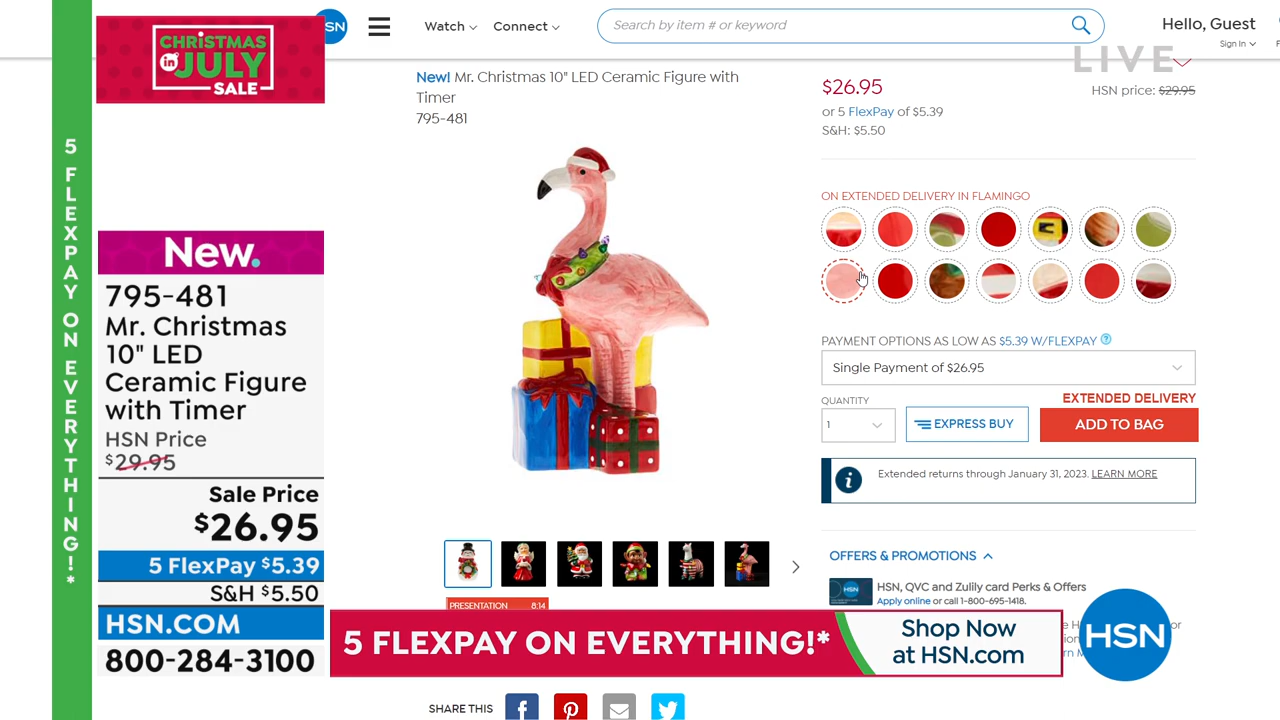 CHRISTMAS
in
JULY
SALE
5 FLEXPAY ON EVERYTHING!*
New.
795-481
Mr. Christmas
10" LED
Ceramic Figure
with Timer
HSN Price
$29.95
Sale Price
$26.95
5 FlexPay $5.39
S&H $5.50
HSN.COM
800-284-3100
Watch
Connect
Search by item # or keyword
Hello, Guest
Sign In
LIVE
New! Mr. Christmas 10" LED Ceramic Figure with
Timer
795-481
$26.95
HSN price: $29.95
or 5 FlexPay of $5.39
S&H: $5.50
ON EXTENDED DELIVERY IN FLAMINGO
PAYMENT OPTIONS AS LOW AS $5.39 W/FLEXPAY ?
Single Payment of $26.95
QUANTITY
EXTENDED DELIVERY
1
EXPRESS BUY
ADD TO BAG
Extended returns through January 31, 2023. LEARN MORE
OFFERS & PROMOTIONS
HSN, QVC and Zulily card Perks & Offers
Apply online or call 1-800-695-1418.
PRESENTATION 8:14
5 FLEXPAY ON EVERYTHING!*
Shop Now
at HSN.com
HSN
SHARE THIS